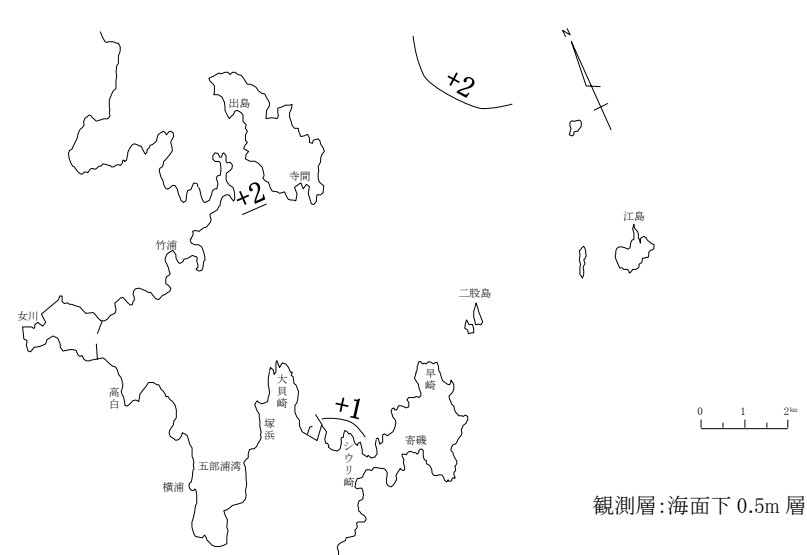 N
+2
出島
寺間
+2
江島
竹浦
二股島
女川
大貝崎
早崎
高白
+1
塚浜
寄磯
シウリ崎
五部浦湾
横浦
0 1 2km
観測層:海面下 0.5m 層